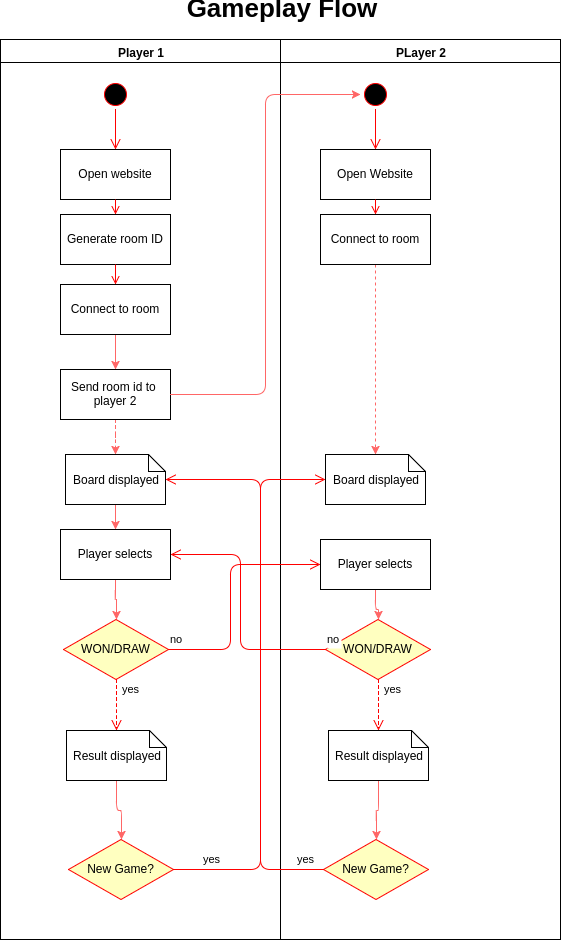 Gameplay Flow
Player 1
PLayer 2
Open website
Open Website
Generate room ID
Connect to room
Connect to room
Send room id to
player 2
Board displayed
Board displayed
Player selects
Player selects
no
no
WON/DRAW
WON/DRAW
yes
yes
Result displayed
Result displayed
yes
yes
New Game?
New Game?